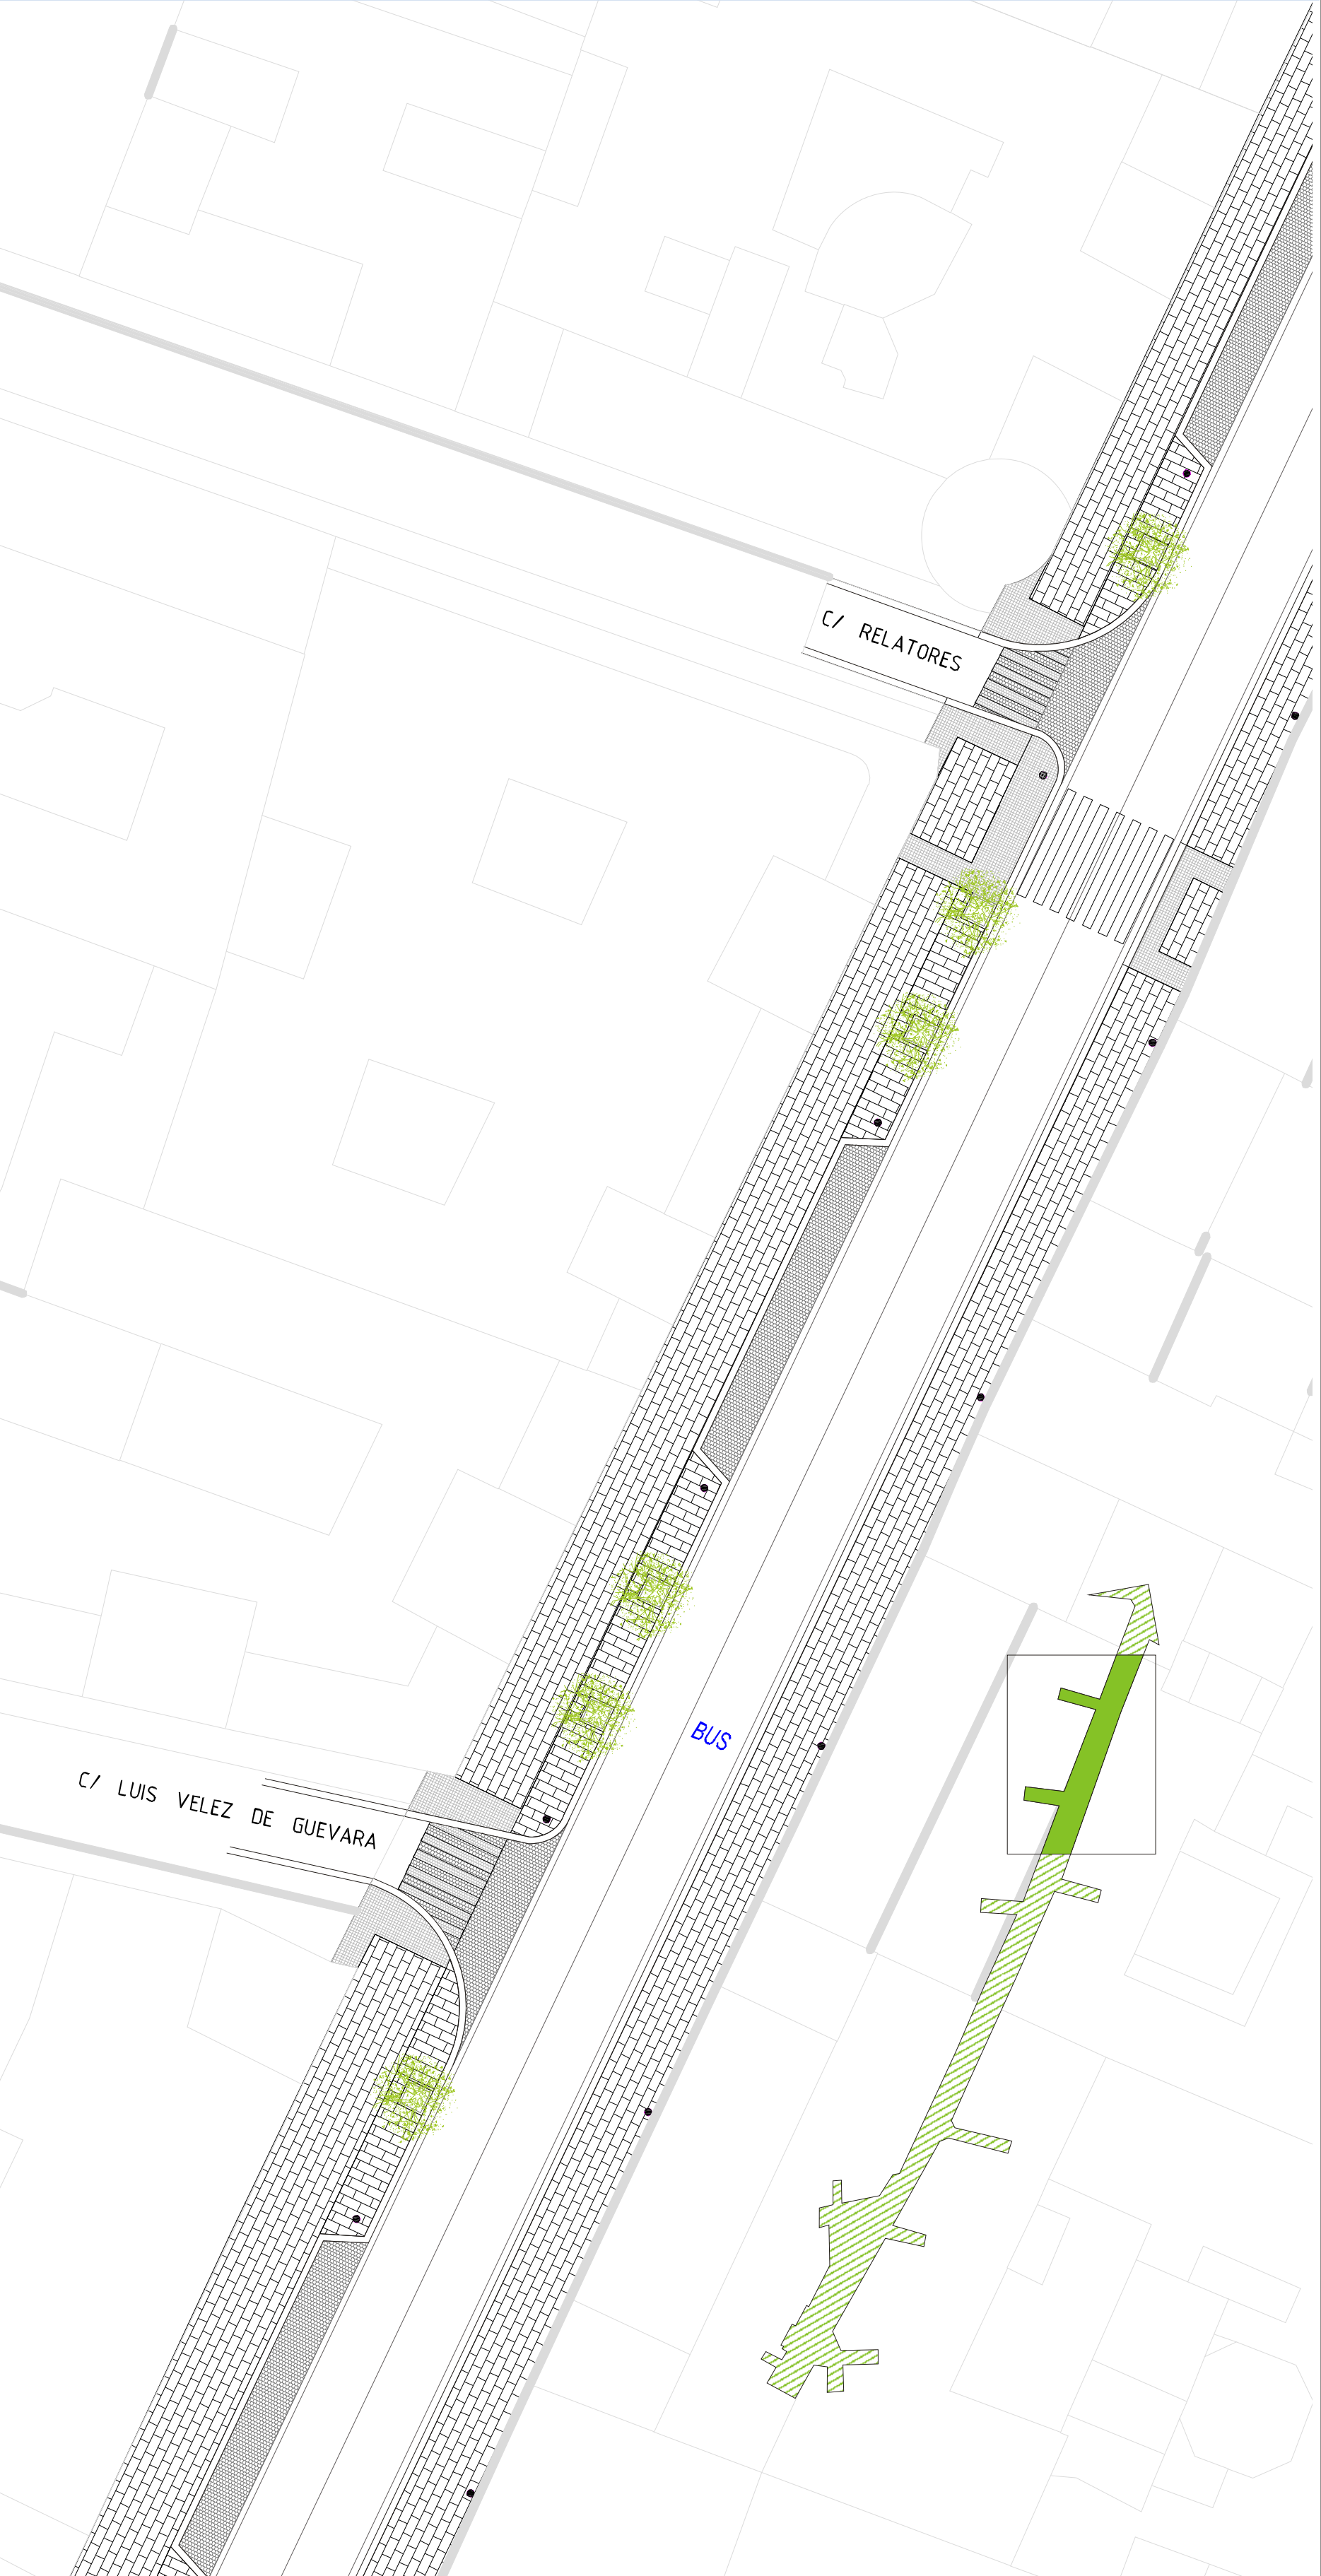 C/ RELATORES
BUS
C/ LUIS VELEZ DE GUEVARA